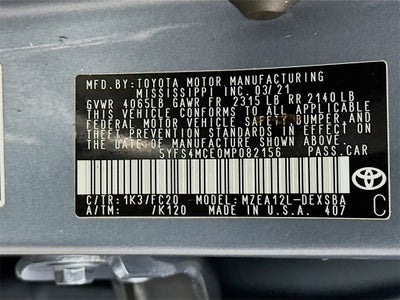 MFD.BY:TOYOTA MOTOR MANUFACTURING
MISSISSIPPI INC. 03/21
GVWR 4065LB GAWR FR 2315 LB RR 2140 LB
THIS VEHICLE CONFORMS TO ALL APPLICABLE
FEDERAL MOTOR VEHICLE SAFETY, BUMPER, AND
THEFT PREVENTION STANDARDS IN EFFECT ON THE
DATE OF MANUFACTURE SHOWN ABOVE.
5YFS4MCE0MP082156 PASS.CAR
C/TR: 1K3/FC20 MODEL: MZEA12L-DEXSBA
A/TM: /K120 MADE IN U.S.A. 407
TOYOTA
C